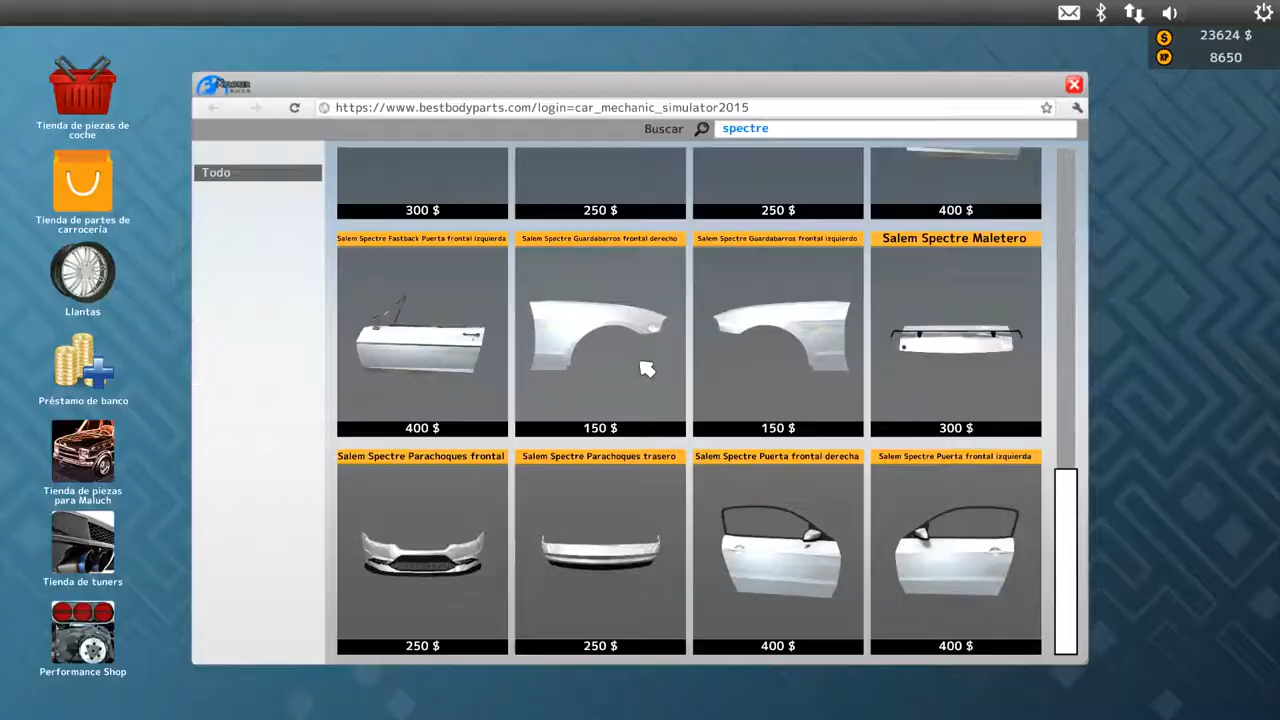 23624 $
8650
Tienda de piezas de
coche
Tienda de partes de
carrocería
Llantas
Préstamo de banco
Tienda de piezas
para Maluch
Tienda de tuners
Performance Shop
https://www.bestbodyparts.com/login=car_mechanic_simulator2015
Buscar
spectre
Todo
300 $
250 $
250 $
400 $
Salem Spectre Fastback Puerta frontal izquierda
Salem Spectre Guardabarros frontal derecho
Salem Spectre Guardabarros frontal izquierdo
Salem Spectre Maletero
400 $
150 $
150 $
300 $
Salem Spectre Parachoques frontal
Salem Spectre Parachoques trasero
Salem Spectre Puerta frontal derecha
Salem Spectre Puerta frontal izquierda
250 $
250 $
400 $
400 $